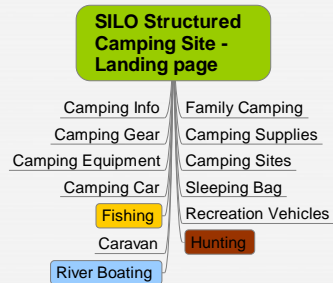 SILO Structured
Camping Site -
Landing page
Camping Info
Camping Gear
Camping Equipment
Camping Car
Fishing
Caravan
River Boating
Family Camping
Camping Supplies
Camping Sites
Sleeping Bag
Recreation Vehicles
Hunting